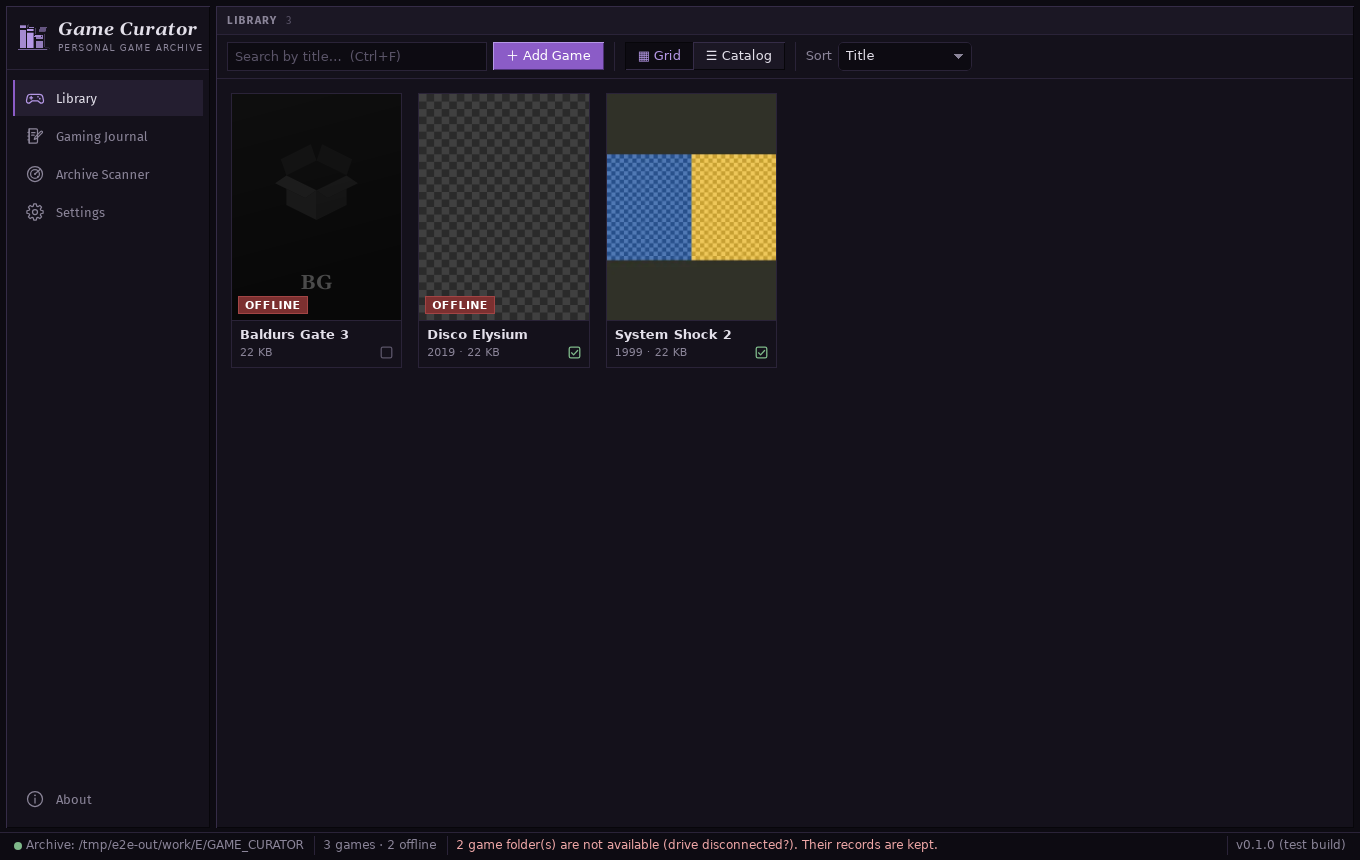 Game Curator
PERSONAL GAME ARCHIVE
Library
Gaming Journal
Archive Scanner
Settings
About
LIBRARY 3
Search by title... (Ctrl+F)
+ Add Game
▦ Grid
☰ Catalog
Sort
Title
BG
OFFLINE
Baldurs Gate 3
22 KB
OFFLINE
Disco Elysium
2019 · 22 KB
System Shock 2
1999 · 22 KB
Archive: /tmp/e2e-out/work/E/GAME_CURATOR
3 games · 2 offline
2 game folder(s) are not available (drive disconnected?). Their records are kept.
v0.1.0 (test build)